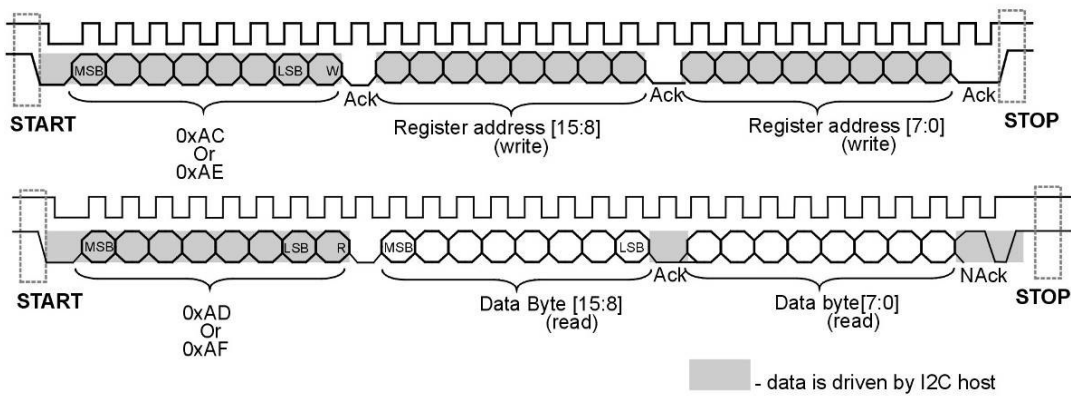 MSB LSB W
Ack Ack Ack
START STOP
0xAC
Or
0xAE
Register address [15:8]
(write)
Register address [7:0]
(write)
MSB LSB R MSB LSB
Ack NAck
START STOP
0xAD
Or
0xAF
Data Byte [15:8]
(read)
Data byte[7:0]
(read)
- data is driven by I2C host